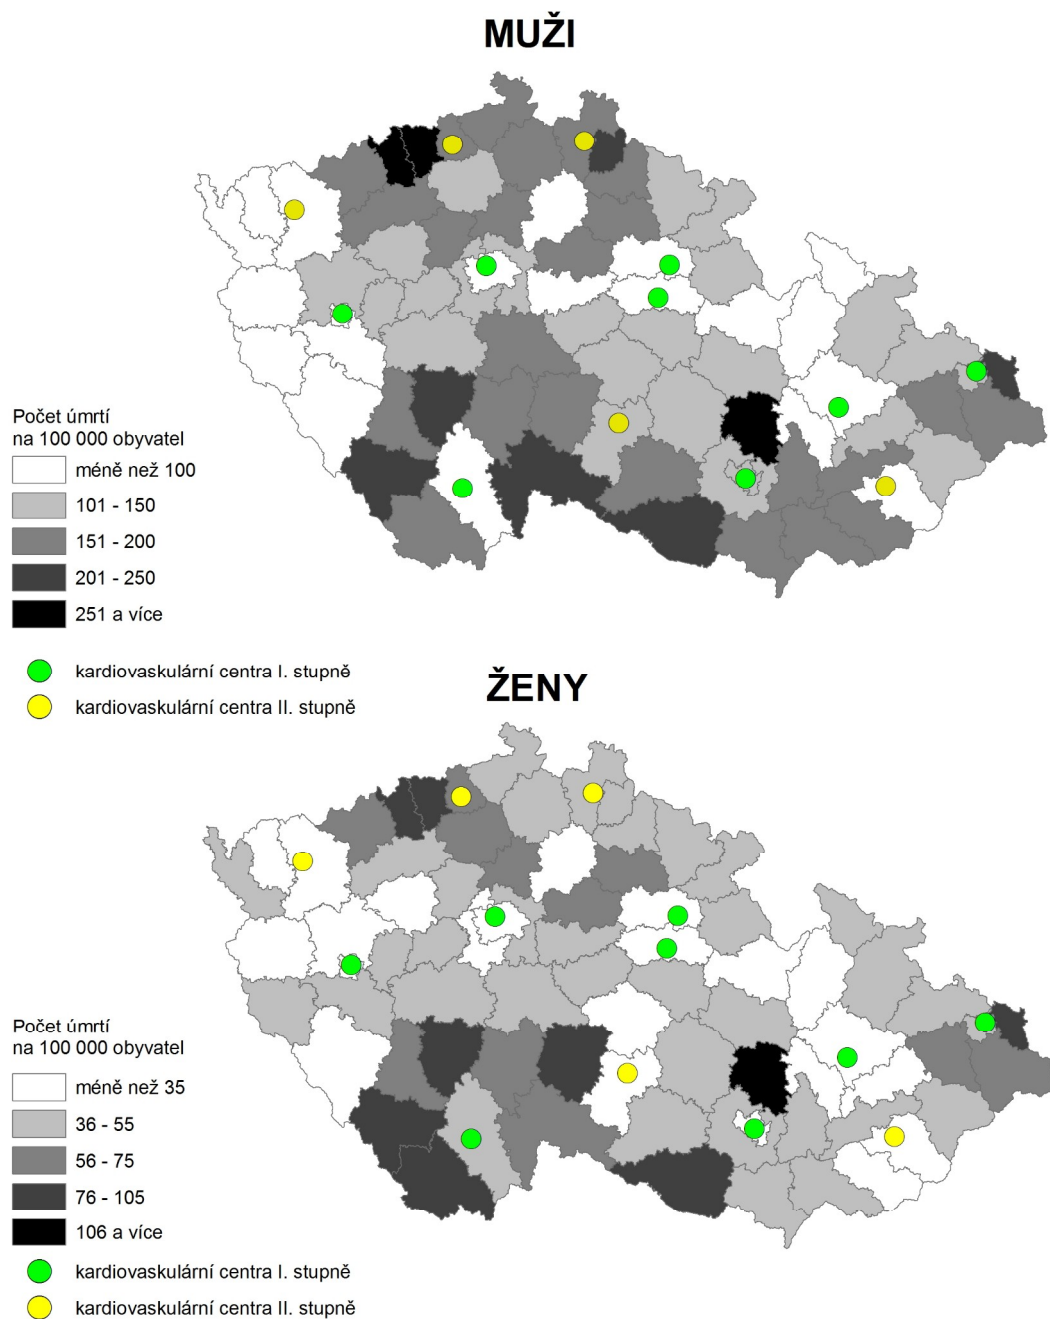 MUŽI
Počet úmrtí
na 100 000 obyvatel
méně než 100
101 - 150
151 - 200
201 - 250
251 a více
kardiovaskulární centra I. stupně
kardiovaskulární centra II. stupně
ŽENY
Počet úmrtí
na 100 000 obyvatel
méně než 35
36 - 55
56 - 75
76 - 105
106 a více
kardiovaskulární centra I. stupně
kardiovaskulární centra II. stupně